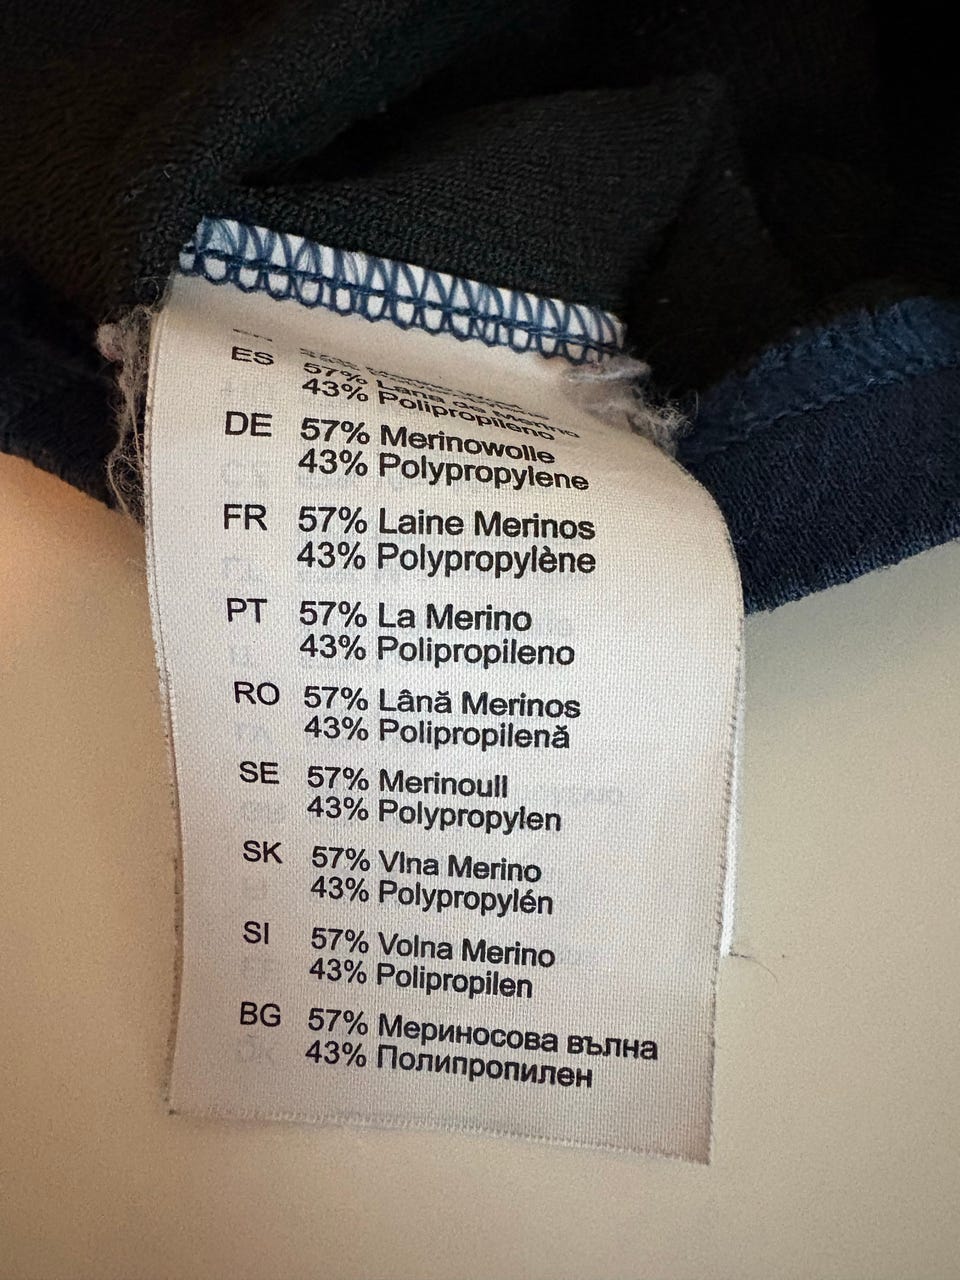 ES 57% Lana de Merino
43% Polipropileno
DE 57% Merinowolle
43% Polypropylene
FR 57% Laine Merinos
43% Polypropylène
PT 57% La Merino
43% Polipropileno
RO 57% Lână Merinos
43% Polipropilenă
SE 57% Merinoull
43% Polypropylen
SK 57% Vlna Merino
43% Polypropylén
SI 57% Volna Merino
43% Polipropilen
BG 57% Мериносова вълна
43% Полипропилен